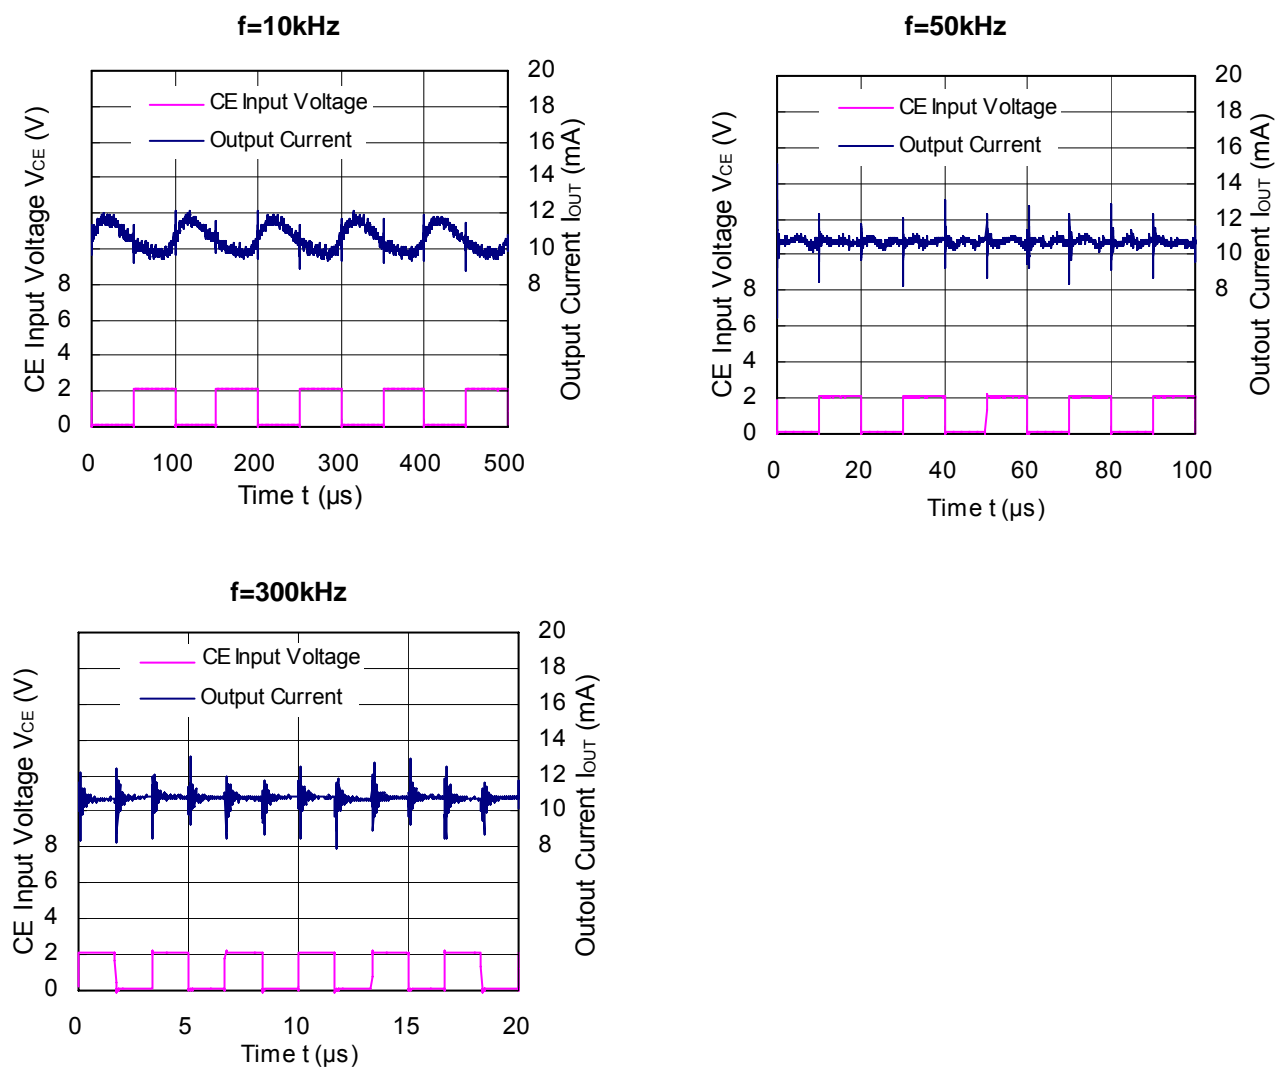 f=10kHz
CE Input Voltage VCE (V)
8
6
4
2
0
CE Input Voltage
Output Current
20
18
16
14
12
10
8
Output Current IOUT (mA)
0 100 200 300 400 500
Time t (µs)
f=50kHz
CE Input Voltage VCE (V)
8
6
4
2
0
CE Input Voltage
Output Current
20
18
16
14
12
10
8
Outout Current IOUT (mA)
0 20 40 60 80 100
Time t (µs)
f=300kHz
CE Input Voltage VCE (V)
8
6
4
2
0
CE Input Voltage
Output Current
20
18
16
14
12
10
8
Outout Current IOUT (mA)
0 5 10 15 20
Time t (µs)